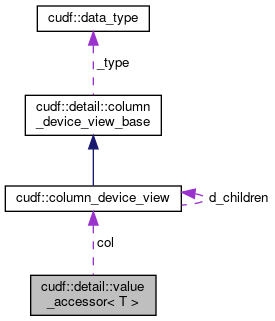 cudf::data_type
_type
cudf::detail::column
_device_view_base
cudf::column_device_view
d_children
col
cudf::detail::value
_accessor< T >